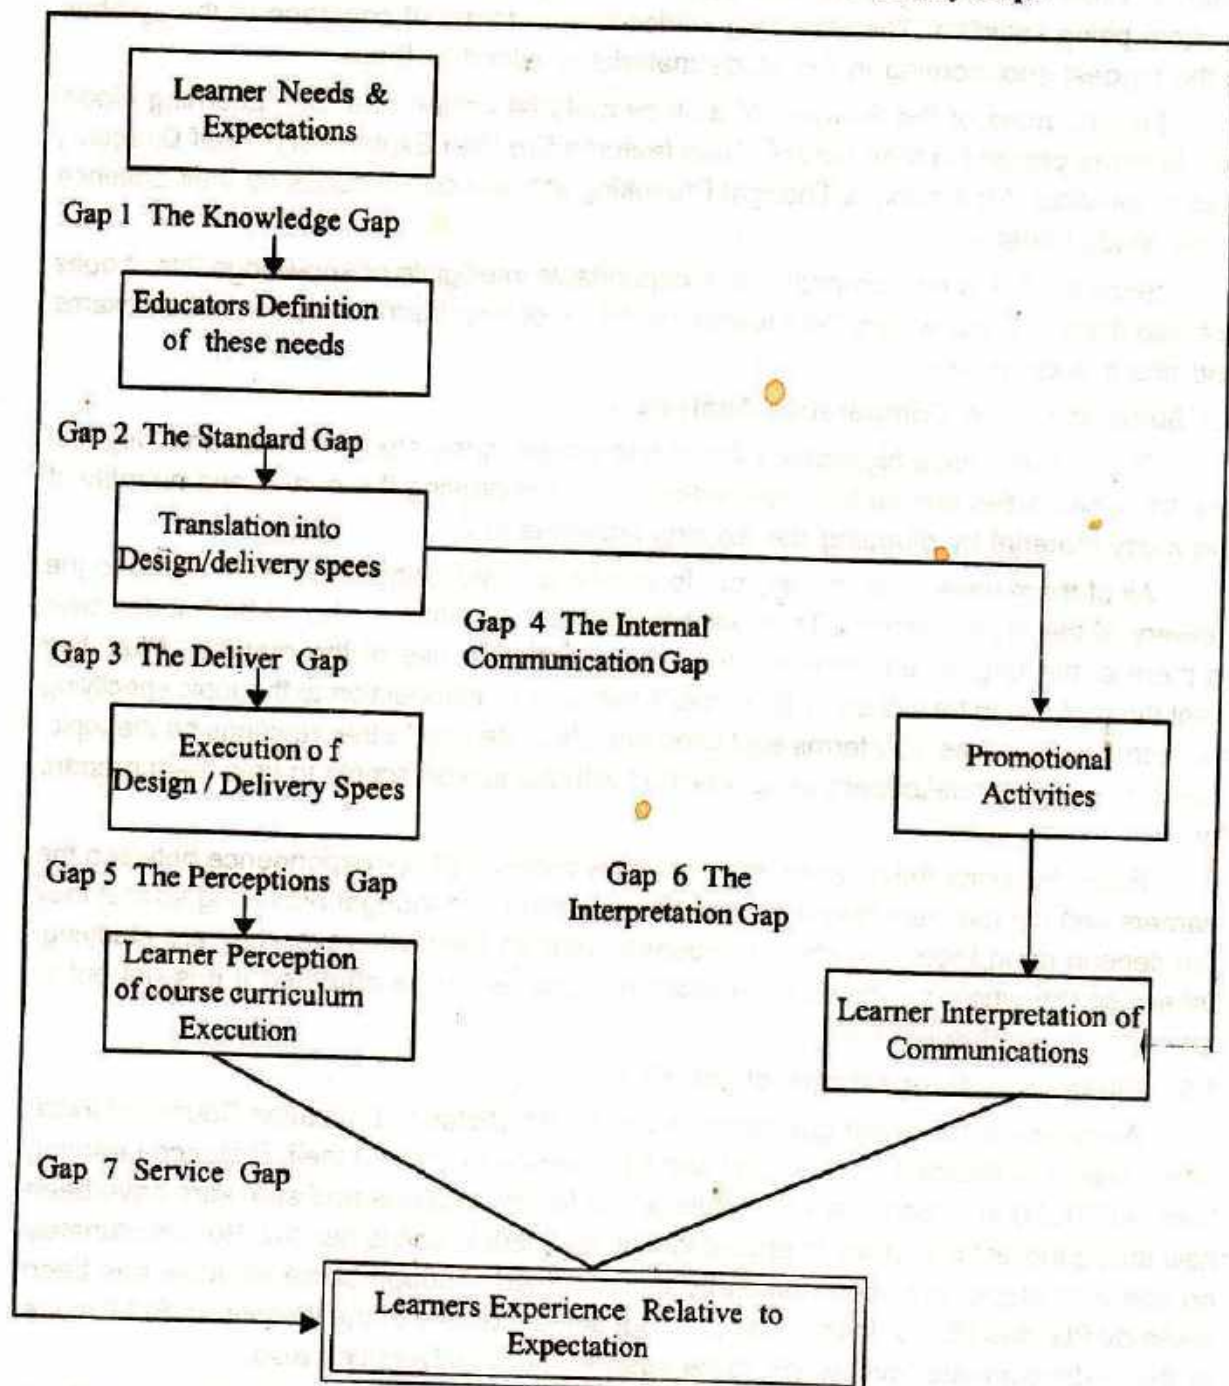 Learner Needs &
Expectations
Gap 1 The Knowledge Gap
Educators Definition
of these needs
Gap 2 The Standard Gap
Translation into
Design/delivery spees
Gap 4 The Internal
Communication Gap
Gap 3 The Deliver Gap
Execution o f
Design / Delivery Spees
Promotional
Activities
Gap 5 The Perceptions Gap
Gap 6 The
Interpretation Gap
Learner Perception
of course curriculum
Execution
Learner Interpretation of
Communications
Gap 7 Service Gap
Learners Experience Relative to
Expectation